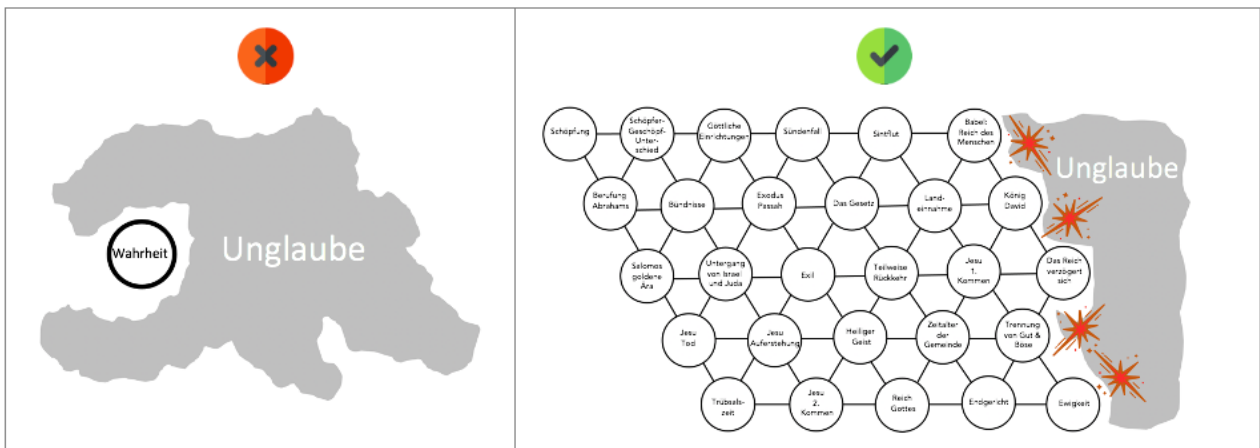 Wahrheit
Unglaube
Schöpfung
Schöpfer-
Geschöpf-
Unter-
schied
Göttliche
Einrichtungen
Sündenfall
Sintflut
Babel:
Reich des
Menschen
Unglaube
Berufung
Abrahams
Bündnisse
Exodus
Passah
Das Gesetz
Land-
einnahme
König
David
Salomos
goldene
Ära
Untergang
von Israel
und Juda
Exil
Teilweise
Rückkehr
Jesu
1.
Kommen
Das Reich
verzögert
sich
Jesu
Tod
Jesu
Auferstehung
Heiliger
Geist
Zeitalter
der
Gemeinde
Trennung
von Gut &
Böse
Trübsals-
zeit
Jesu
2.
Kommen
Reich
Gottes
Endgericht
Ewigkeit